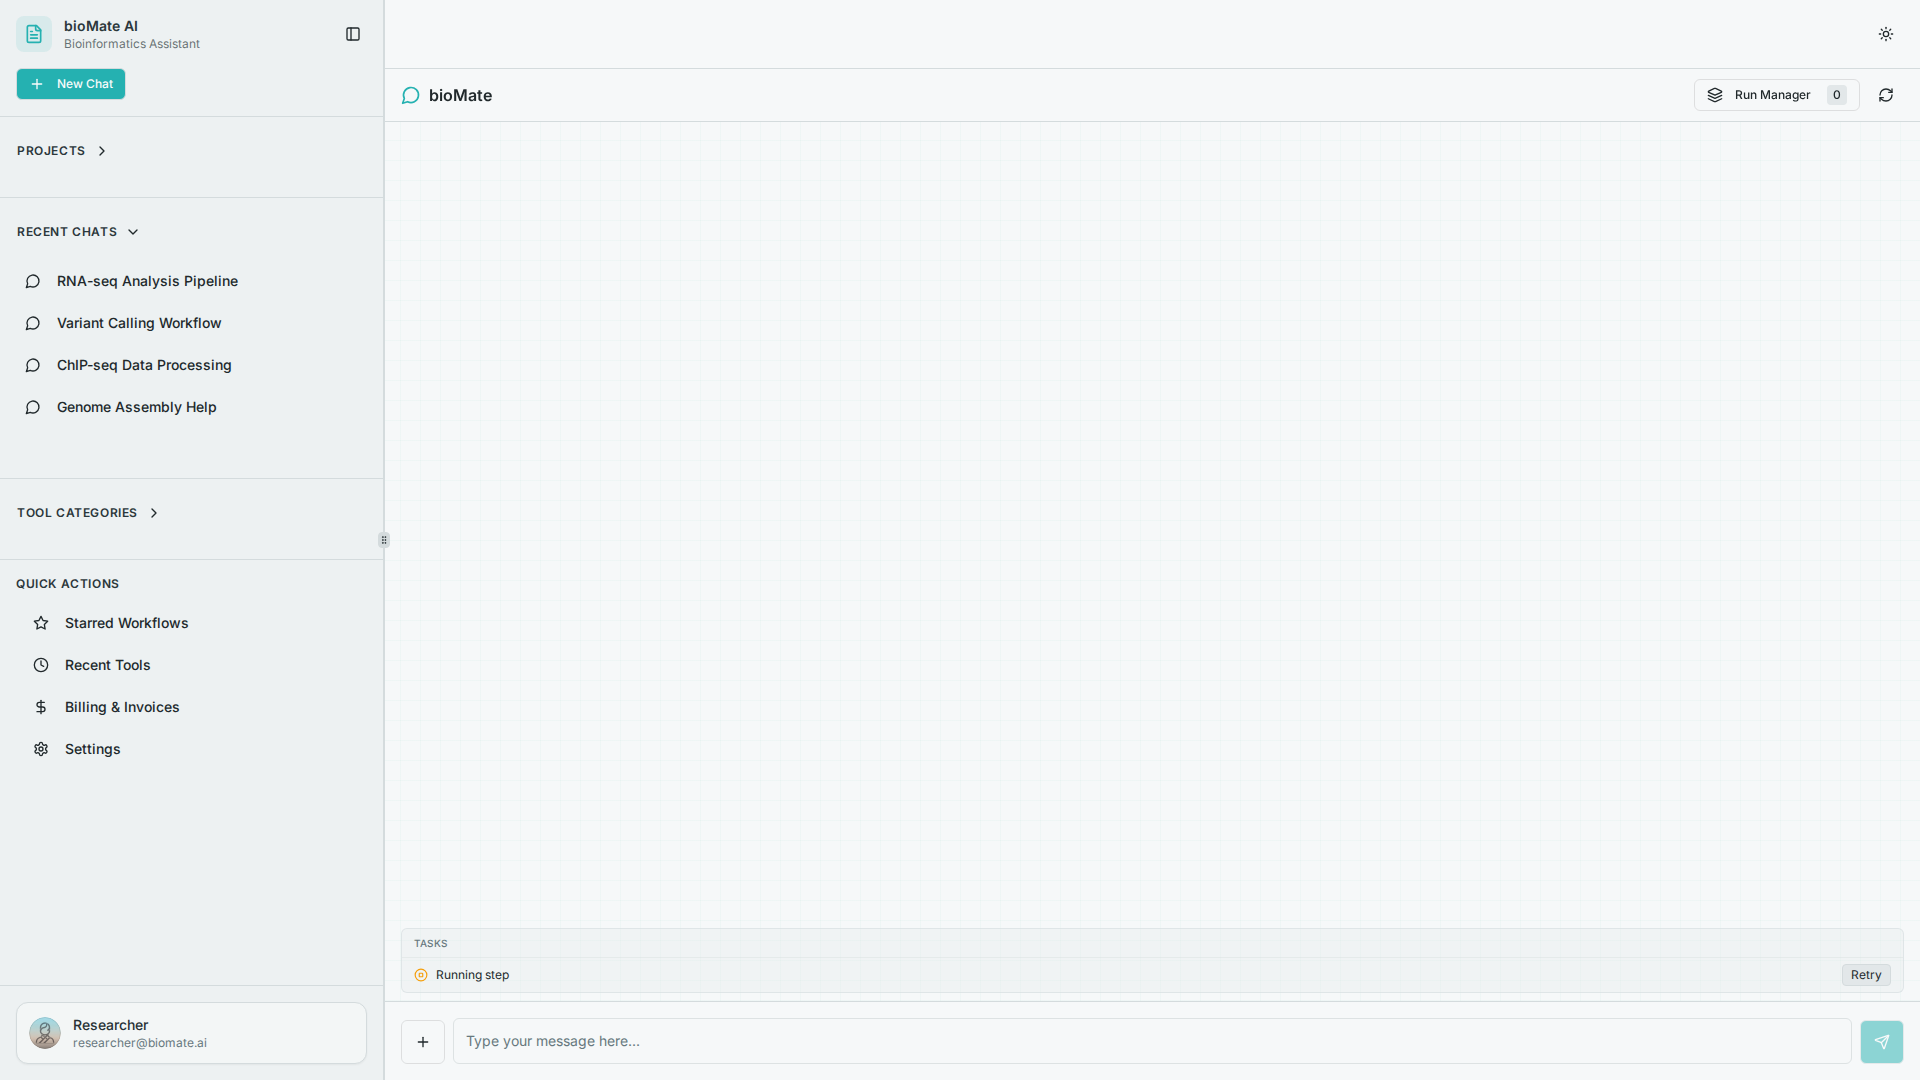 bioMate AI
Bioinformatics Assistant
New Chat
PROJECTS
RECENT CHATS
RNA-seq Analysis Pipeline
Variant Calling Workflow
ChIP-seq Data Processing
Genome Assembly Help
TOOL CATEGORIES
QUICK ACTIONS
Starred Workflows
Recent Tools
Billing & Invoices
Settings
Researcher
researcher@biomate.ai
bioMate
Run Manager 0
TASKS
Running step
Retry
Type your message here...